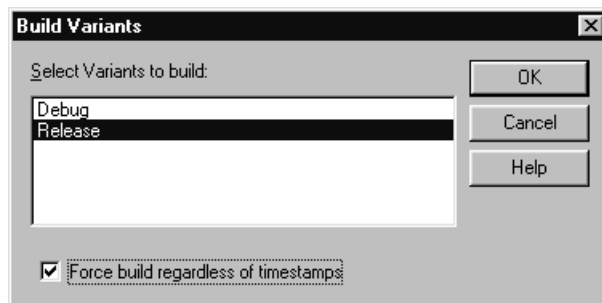 Build Variants
Select Variants to build:
Debug
Release
OK
Cancel
Help
Force build regardless of timestamps